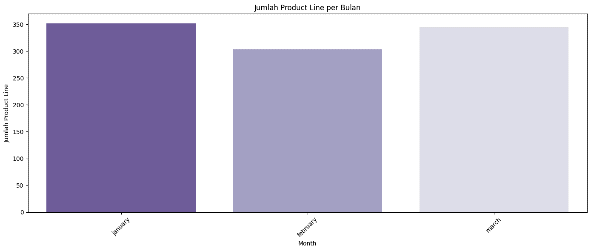 Jumlah Product Line per Bulan
Jumlah Product Line
350
300
250
200
150
100
50
0
january
february
march
Month